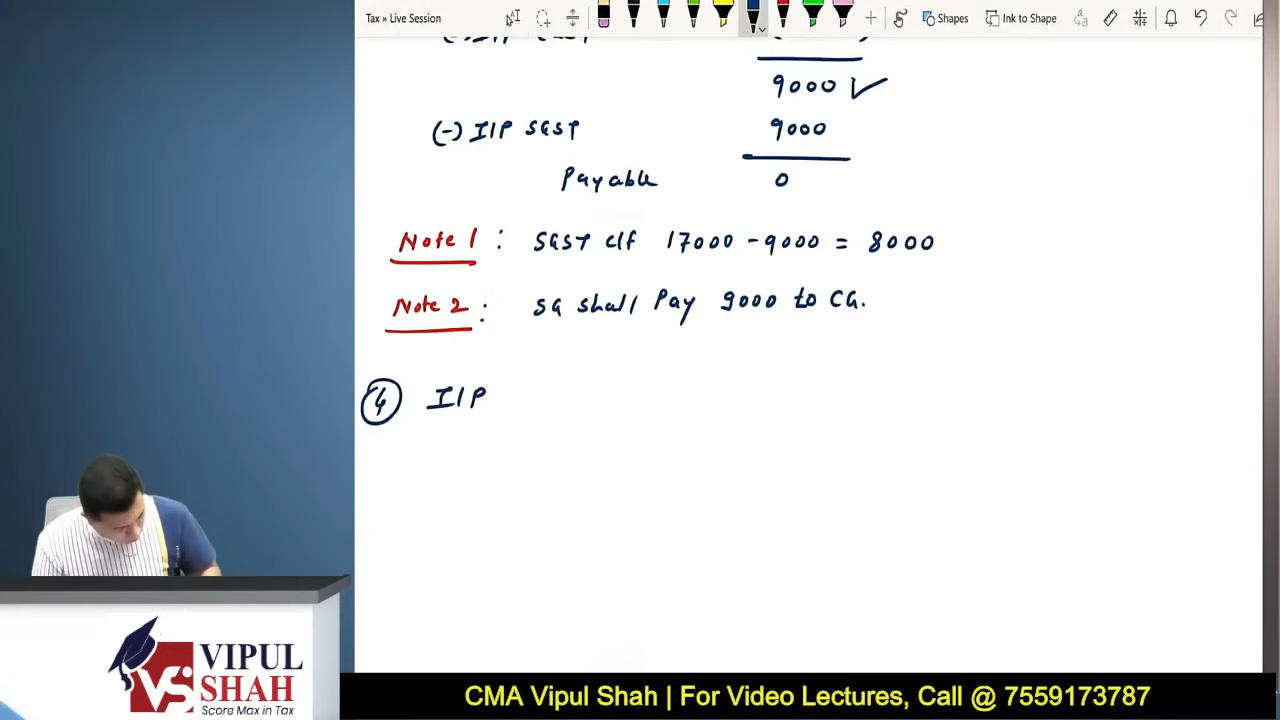 Tax » Live Session
Shapes
Ink to Shape
9000 ✓
(-) I/P SGST 9000
Payable 0
Note 1 : SGST c/f 17000 - 9000 = 8000
Note 2 : SG shall Pay 9000 to CG.
4 I/P
VIPUL
SHAH
Score Max in Tax
VS
CMA Vipul Shah | For Video Lectures, Call @ 7559173787